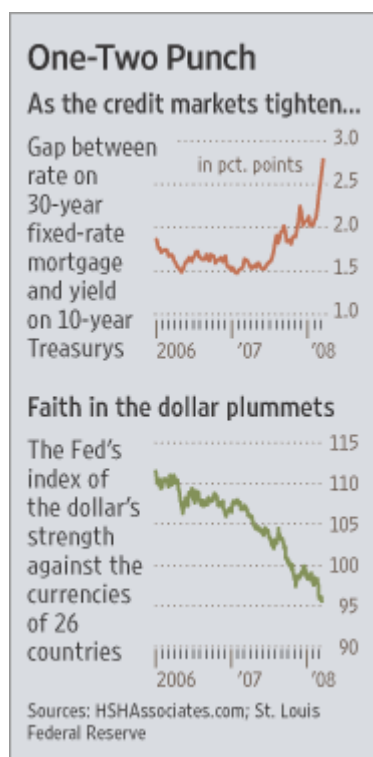 One-Two Punch
As the credit markets tighten...
Gap between
rate on
30-year
fixed-rate
mortgage
and yield
on 10-year
Treasurys
in pct. points
3.0
2.5
2.0
1.5
1.0
2006 '07 '08
Faith in the dollar plummets
The Fed's
index of
the dollar's
strength
against the
currencies
of 26
countries
115
110
105
100
95
90
2006 '07 '08
Sources: HSHAssociates.com; St. Louis
Federal Reserve